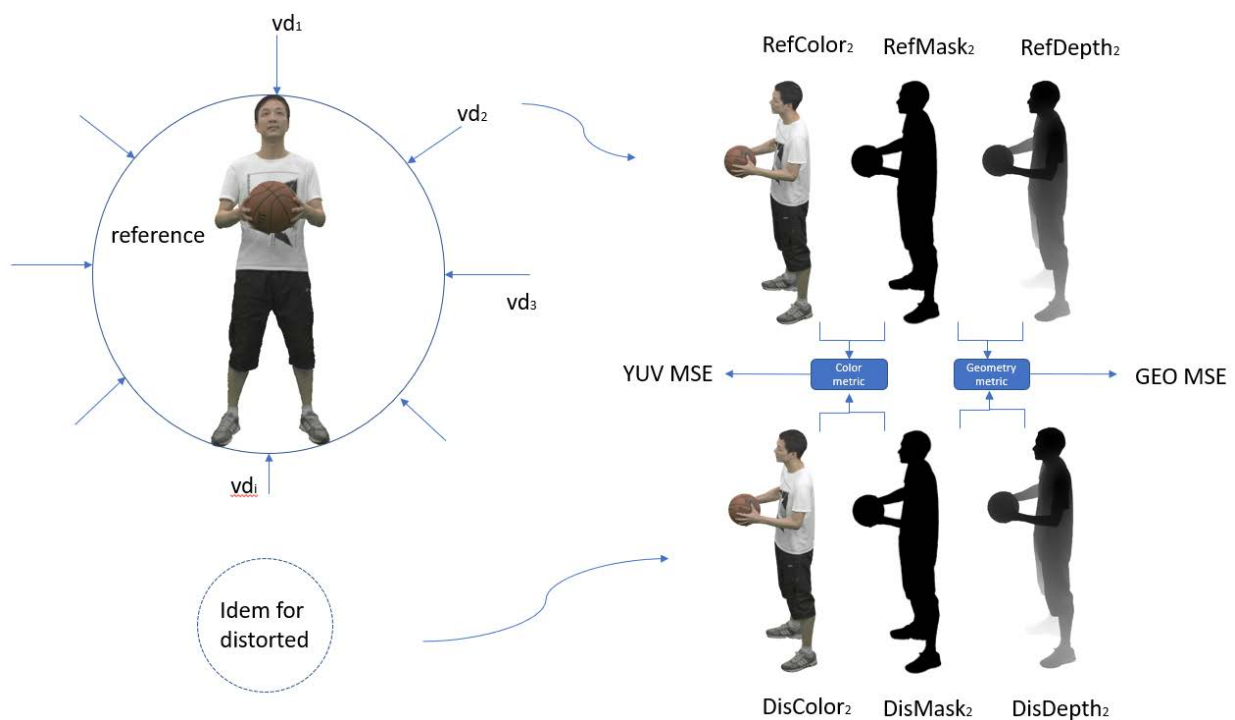 vd1
vd2
reference
vd3
vdi
Idem for
distorted
RefColor2
RefMask2
RefDepth2
YUV MSE
Color
metric
Geometry
metric
GEO MSE
DisColor2
DisMask2
DisDepth2